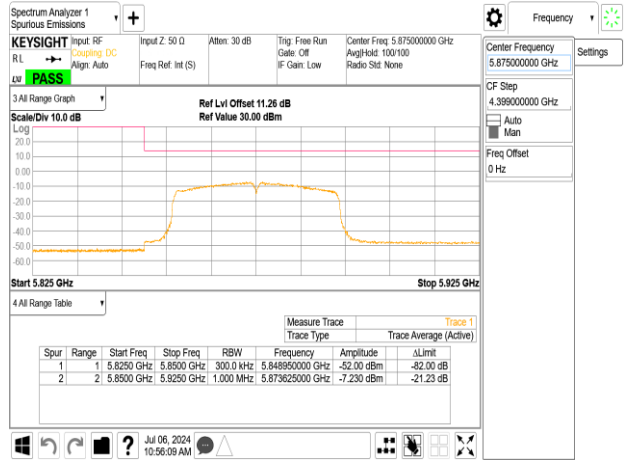 Spectrum Analyzer 1
Spurious Emissions
Frequency
KEYSIGHT
RL
LXI PASS
Input: RF
Coupling: DC
Align: Auto
Input Z: 50 Ω
Freq Ref: Int (S)
Atten: 30 dB
Trig: Free Run
Gate: Off
IF Gain: Low
Center Freq: 5.875000000 GHz
Avg|Hold: 100/100
Radio Std: None
Center Frequency
5.875000000 GHz
Settings
CF Step
4.399000000 GHz
Auto
Man
Freq Offset
0 Hz
3 All Range Graph
Scale/Div 10.0 dB
Ref Lvl Offset 11.26 dB
Ref Value 30.00 dBm
Log
20.0
10.0
0.00
-10.0
-20.0
-30.0
-40.0
-50.0
-60.0
Start 5.825 GHz
Stop 5.925 GHz
4 All Range Table
Measure Trace Trace 1
Trace Type Trace Average (Active)
Spur Range Start Freq Stop Freq RBW Frequency Amplitude ΔLimit
1 1 5.8250 GHz 5.8500 GHz 300.0 kHz 5.848950000 GHz -52.00 dBm -82.00 dB
2 2 5.8500 GHz 5.9250 GHz 1.000 MHz 5.873625000 GHz -7.230 dBm -21.23 dB
Jul 06, 2024
10:56:09 AM